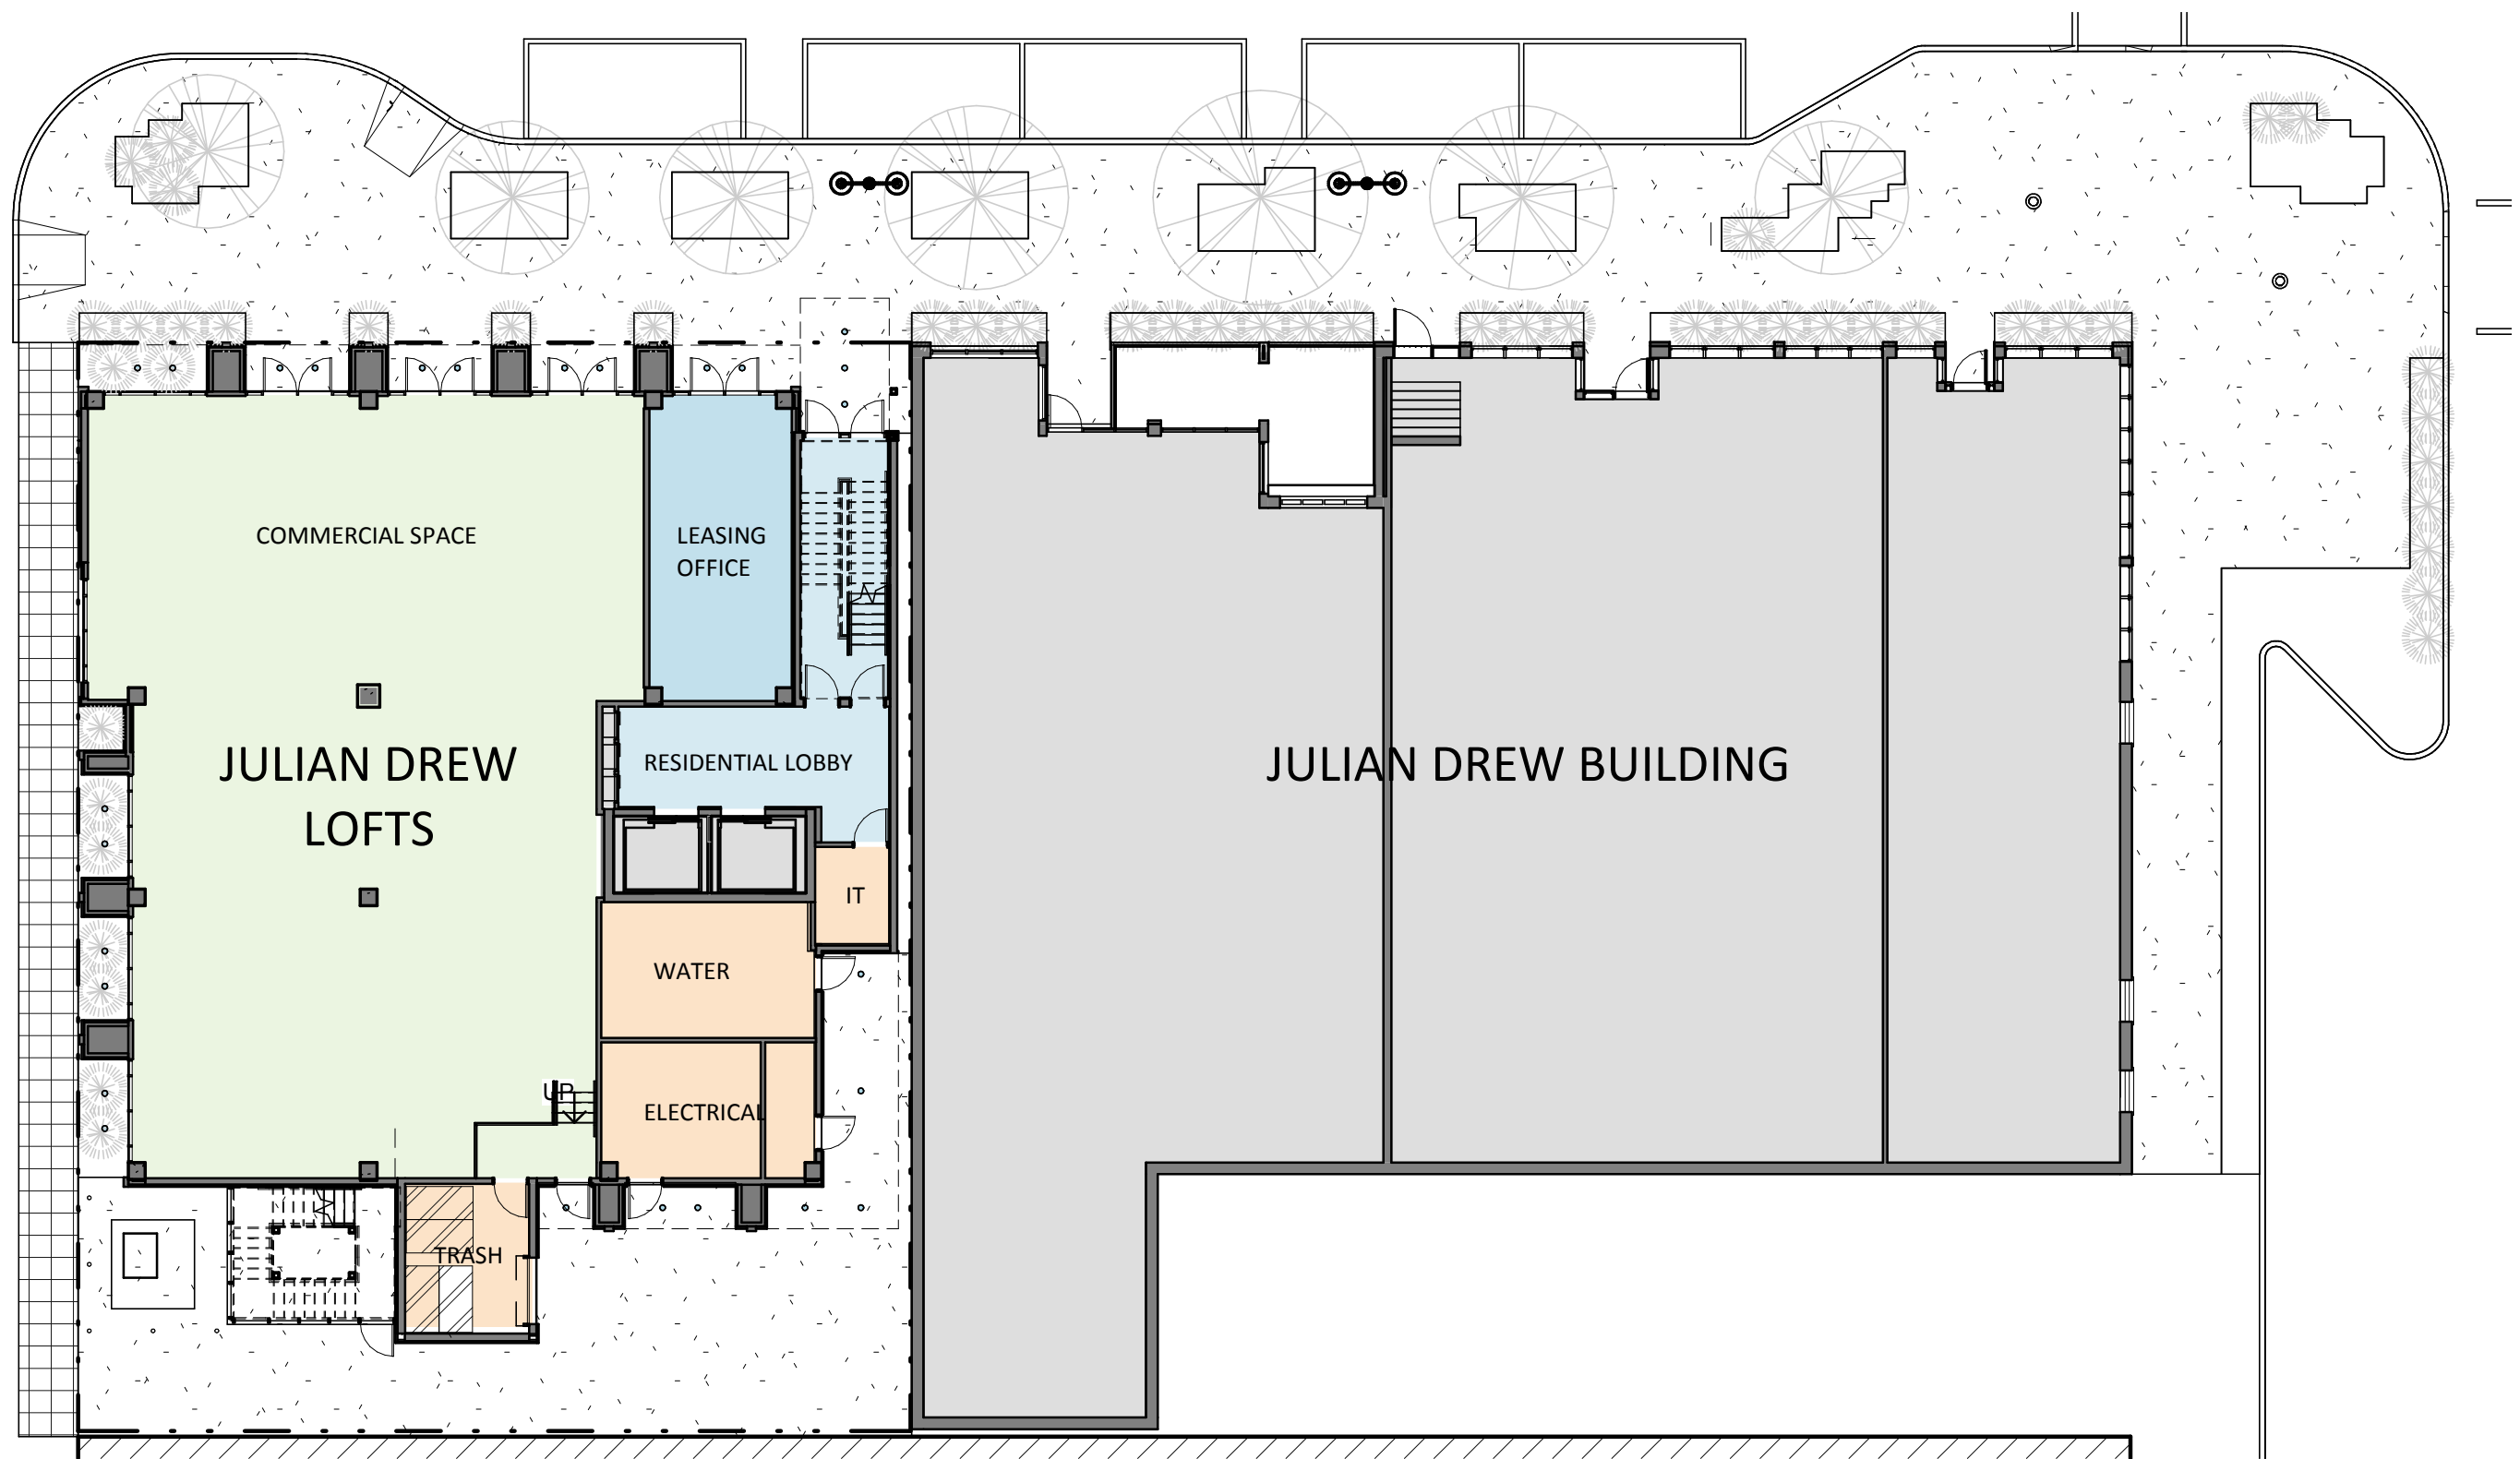 COMMERCIAL SPACE
LEASING
OFFICE
JULIAN DREW
LOFTS
RESIDENTIAL LOBBY
JULIAN DREW BUILDING
IT
WATER
UP
ELECTRICAL
TRASH